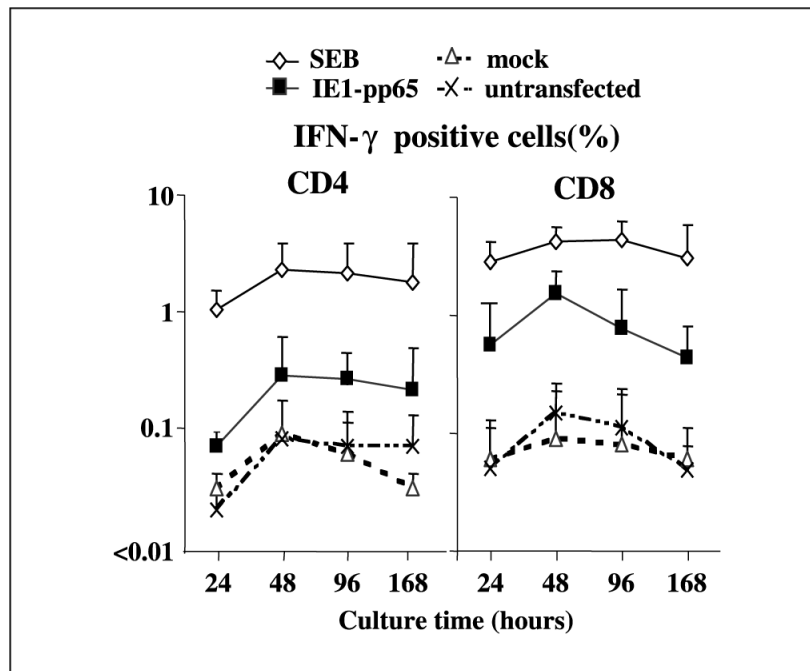 SEB mock
IE1-pp65 untransfected
IFN-γ positive cells(%)
CD4 CD8
10
1
0.1
<0.01
24 48 96 168 24 48 96 168
Culture time (hours)